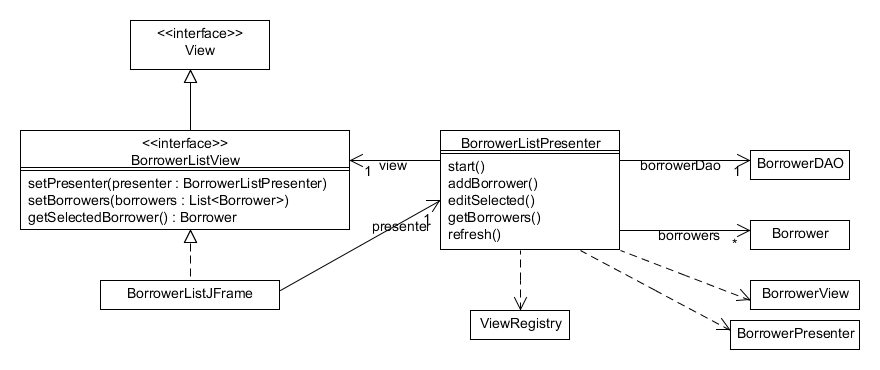 <<interface>>
View
<<interface>>
BorrowerListView
setPresenter(presenter : BorrowerListPresenter)
setBorrowers(borrowers : List<Borrower>)
getSelectedBorrower() : Borrower
BorrowerListJFrame
1 view
presenter 1
BorrowerListPresenter
start()
addBorrower()
editSelected()
getBorrowers()
refresh()
borrowerDao 1
BorrowerDAO
borrowers *
Borrower
BorrowerView
BorrowerPresenter
ViewRegistry